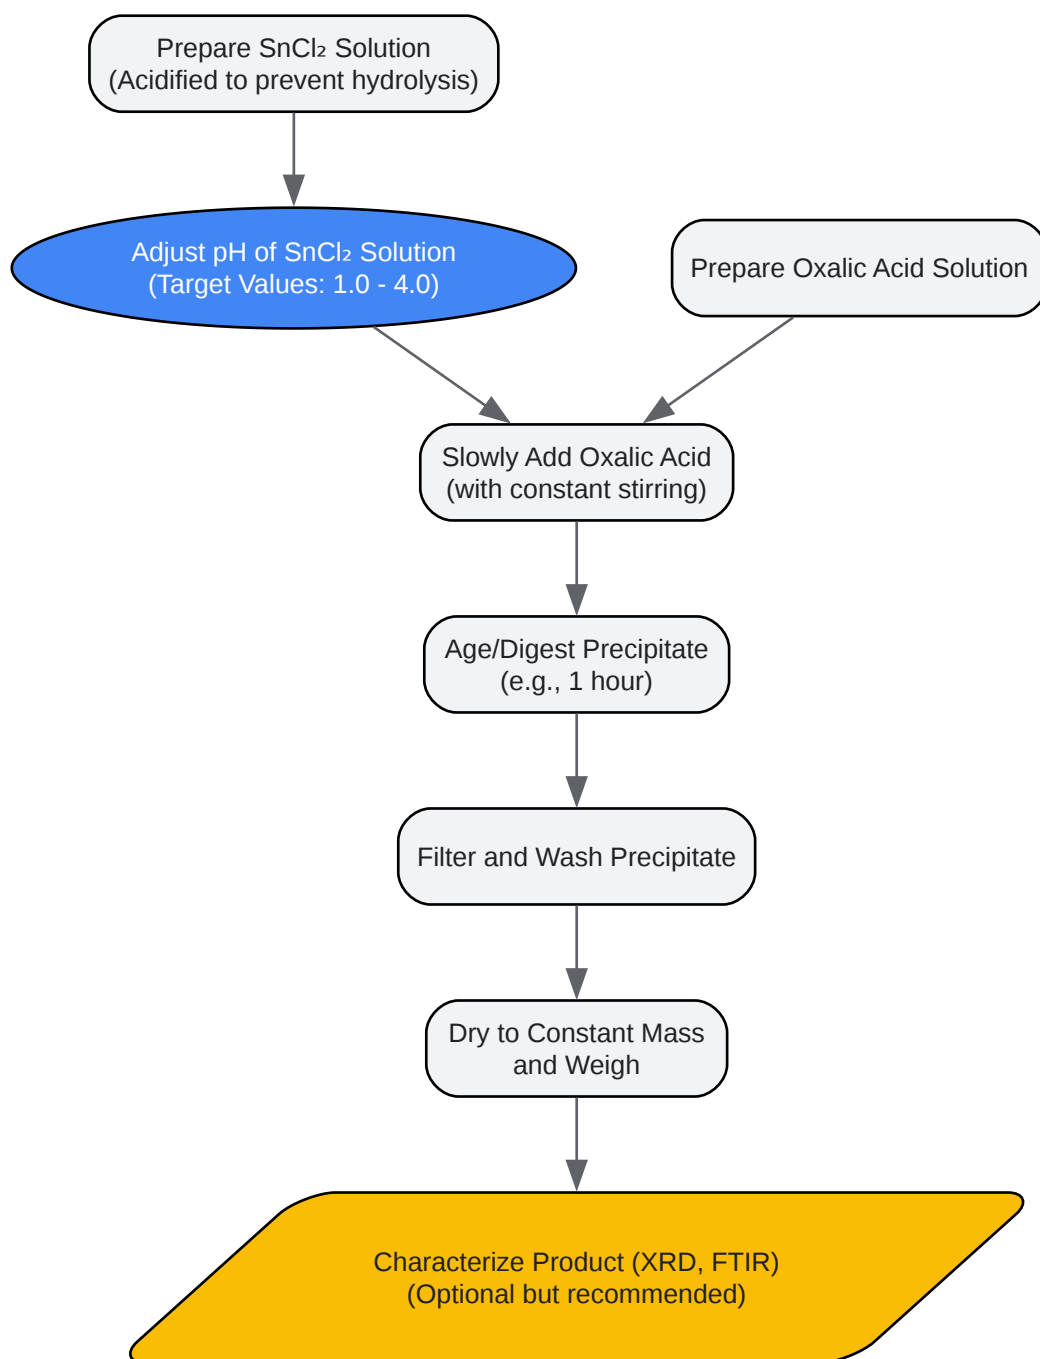 Prepare SnCl₂ Solution
(Acidified to prevent hydrolysis)
Adjust pH of SnCl₂ Solution
(Target Values: 1.0 - 4.0)
Prepare Oxalic Acid Solution
Slowly Add Oxalic Acid
(with constant stirring)
Age/Digest Precipitate
(e.g., 1 hour)
Filter and Wash Precipitate
Dry to Constant Mass
and Weigh
Characterize Product (XRD, FTIR)
(Optional but recommended)